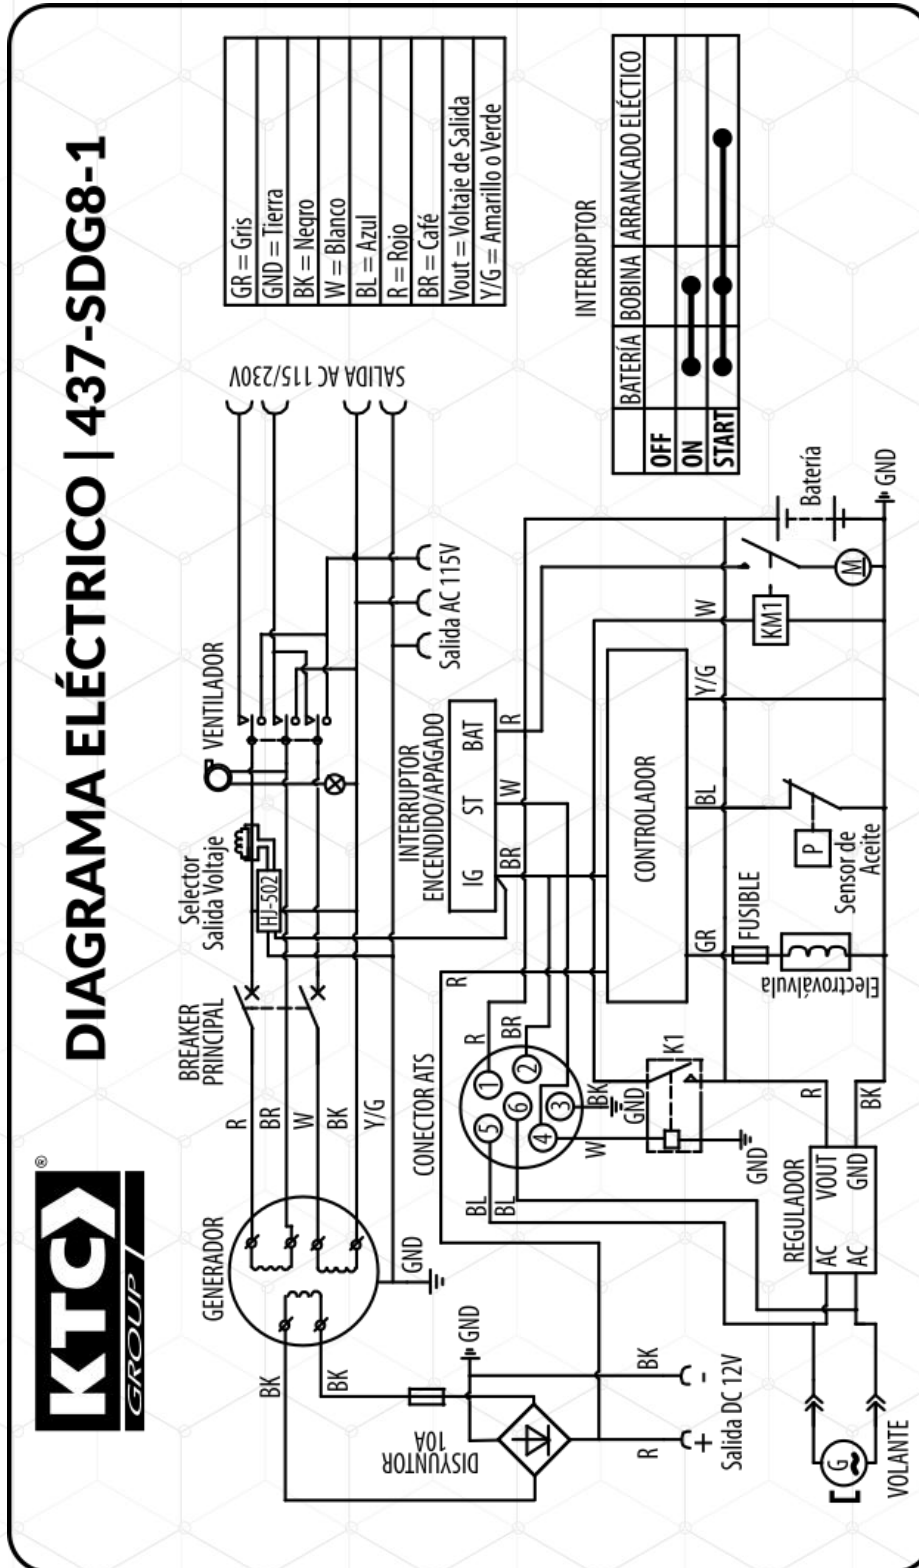 KTC®
GROUP
DIAGRAMA ELÉCTRICO | 437-SDG8-1
GR = Gris
GND = Tierra
BK = Negro
W = Blanco
BL = Azul
R = Rojo
BR = Café
Vout = Voltaje de Salida
Y/G = Amarillo o Verde
GENERADOR
R
BR
W
BK
Y/G
GND
BK
BK
BREAKER
PRINCIPAL
Selector
Salida Voltaje
HJ-502
VENTILADOR
SALIDA AC 115/230V
Salida AC 115V
DISYUNTOR
10A
GND
BK
R
+
-
Salida DC 12V
CONECTOR ATS
1
2
3
4
5
6
R
BR
BL
BL
W
BK
GND
K1
GND
R
INTERRUPTOR
ENCENDIDO/APAGADO
IG
ST
BAT
BR
W
R
CONTROLADOR
GR
BL
Y/G
W
FUSIBLE
Electroválvula
P
Sensor de
Aceite
KM1
M
Batería
GND
REGULADOR
AC
VOUT
AC
GND
R
BK
G
VOLANTE
INTERRUPTOR
BATERÍA BOBINA ARRANCADO ELÉCTICO
OFF
ON
START